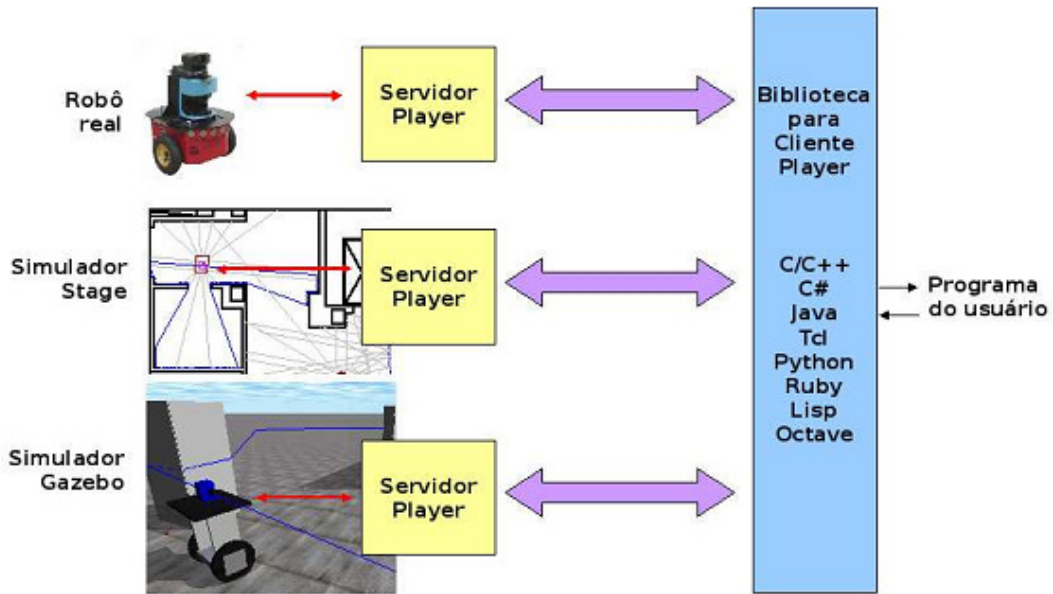 Robô
real
Servidor
Player
Simulador
Stage
Servidor
Player
Simulador
Gazebo
Servidor
Player
Biblioteca
para
Cliente
Player
C/C++
C#
Java
Tcl
Python
Ruby
Lisp
Octave
Programa
do usuário